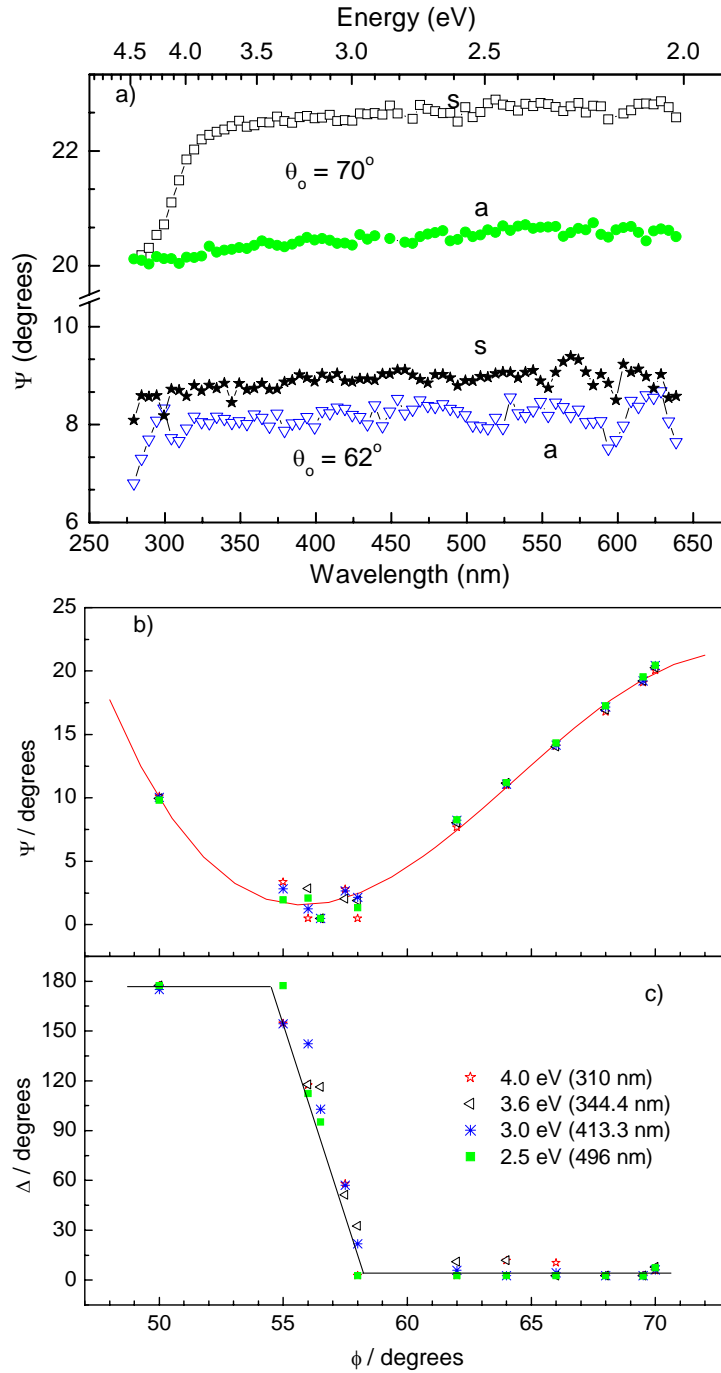 Energy (eV)
4.5 4.0 3.5 3.0 2.5 2.0
a)
s
22
θo = 70o
a
20
Ψ (degrees)
10
s
8
θo = 62o
a
6
250 300 350 400 450 500 550 600 650
Wavelength (nm)
25
b)
20
15
Ψ / degrees
10
5
0
180
c)
150
4.0 eV (310 nm)
120
3.6 eV (344.4 nm)
90
3.0 eV (413.3 nm)
Δ / degrees
60
2.5 eV (496 nm)
30
0
50 55 60 65 70
ϕ / degrees